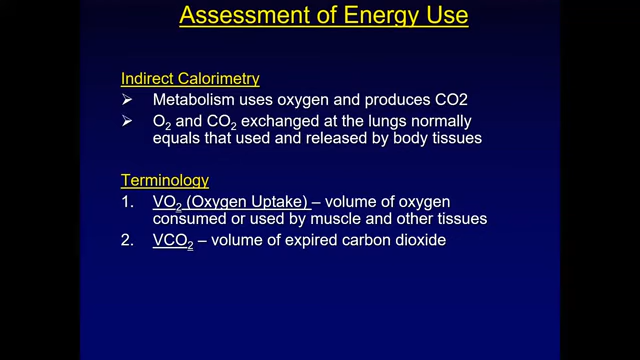 Assessment of Energy Use
Indirect Calorimetry
➢ Metabolism uses oxygen and produces CO2
➢ O₂ and CO₂ exchanged at the lungs normally
equals that used and released by body tissues
Terminology
1. VO₂ (Oxygen Uptake) – volume of oxygen
consumed or used by muscle and other tissues
2. VCO₂ – volume of expired carbon dioxide